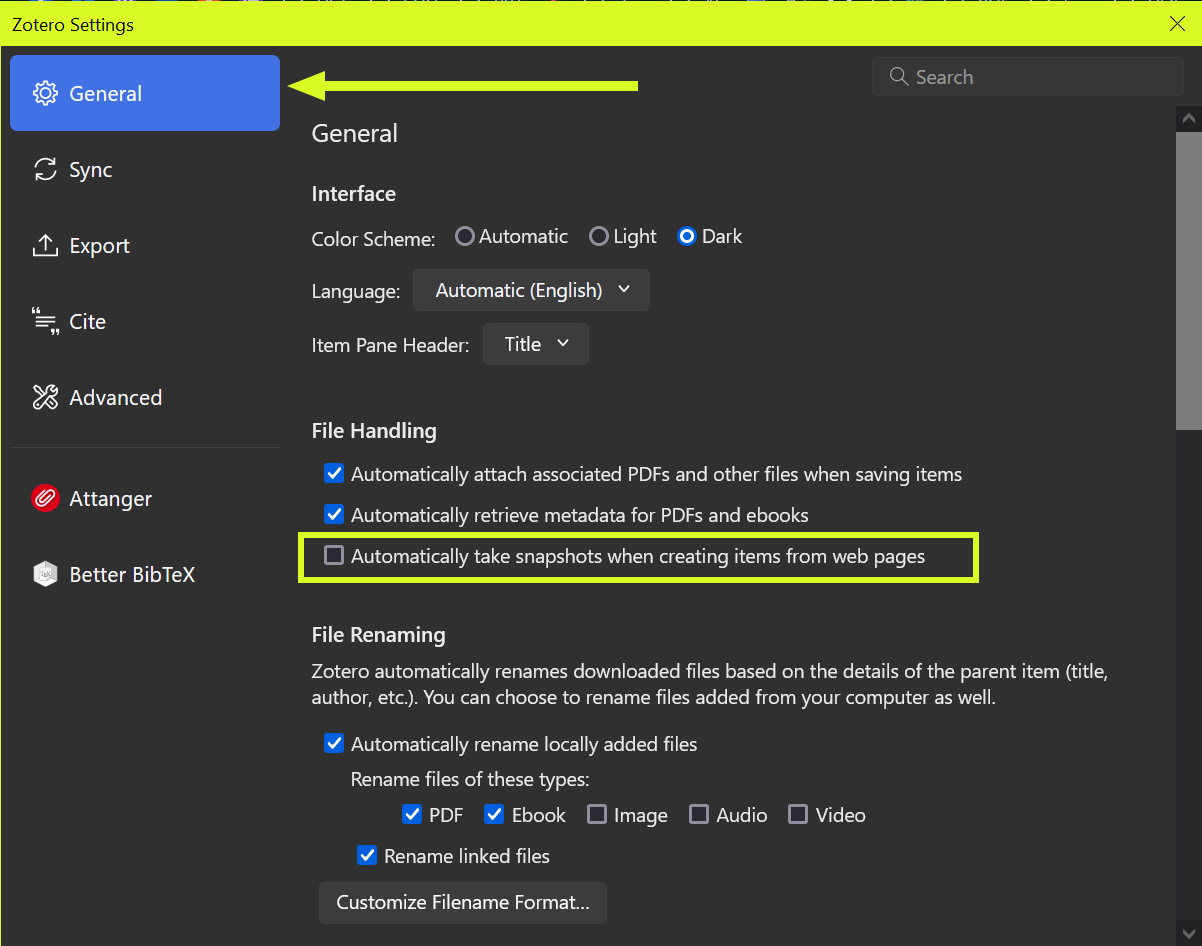 Zotero Settings
General
Search
Sync
Export
Cite
Advanced
Attanger
Better BibTeX
General
Interface
Color Scheme: Automatic Light Dark
Language: Automatic (English)
Item Pane Header: Title
File Handling
Automatically attach associated PDFs and other files when saving items
Automatically retrieve metadata for PDFs and ebooks
Automatically take snapshots when creating items from web pages
File Renaming
Zotero automatically renames downloaded files based on the details of the parent item (title,
author, etc.). You can choose to rename files added from your computer as well.
Automatically rename locally added files
Rename files of these types:
PDF Ebook Image Audio Video
Rename linked files
Customize Filename Format...